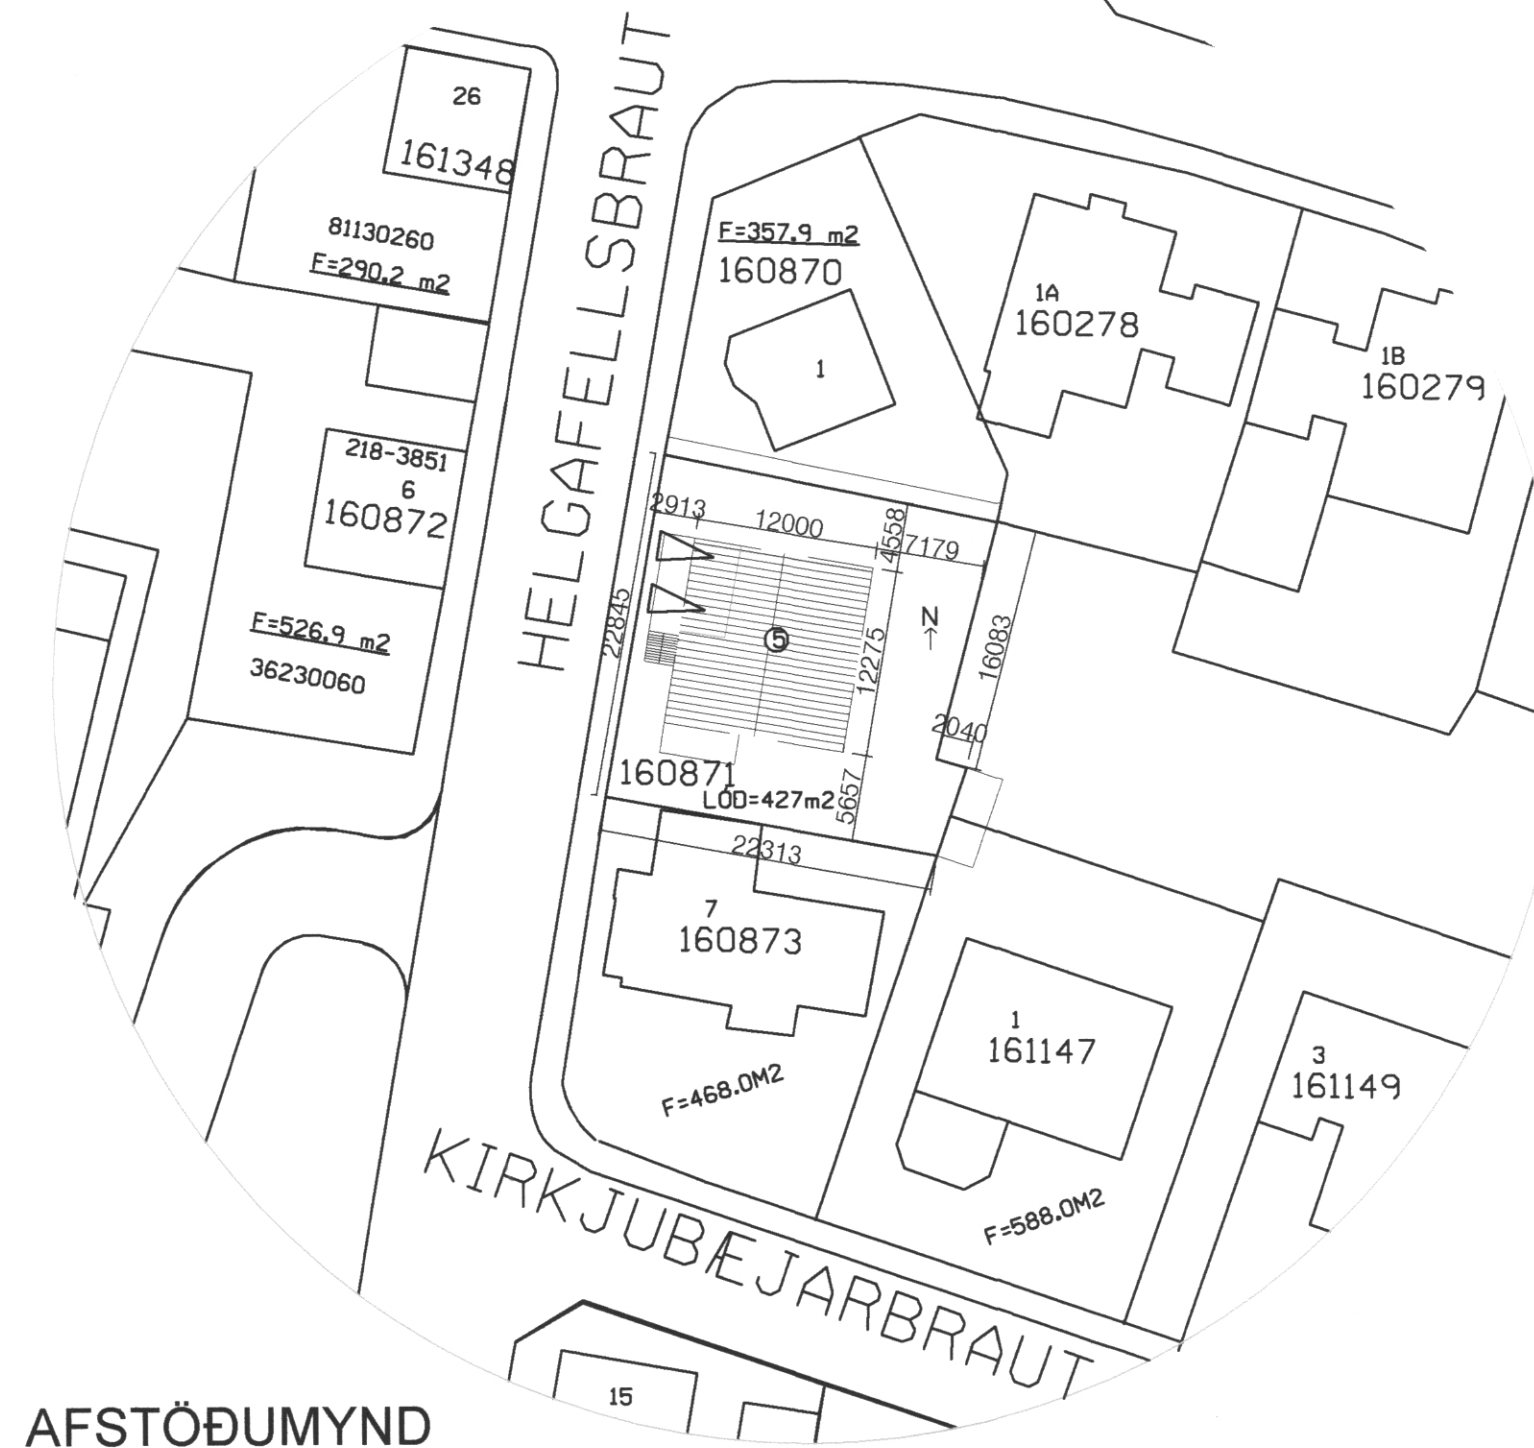 26
161348
81130260
F=290.2 m2
HELGAFELLSBRAUT
F=357.9 m2
160870
1
1A
160278
1B
160279
218-3851
6
160872
F=526.9 m2
36230060
2913
12000
4558
7179
22845
5
12275
N
16083
2040
160871
LÓÐ=427m2
5657
22313
7
160873
F=468.0M2
1
161147
F=588.0M2
3
161149
KIRKJUBÆJARBRAUT
15
AFSTÖÐUMYND